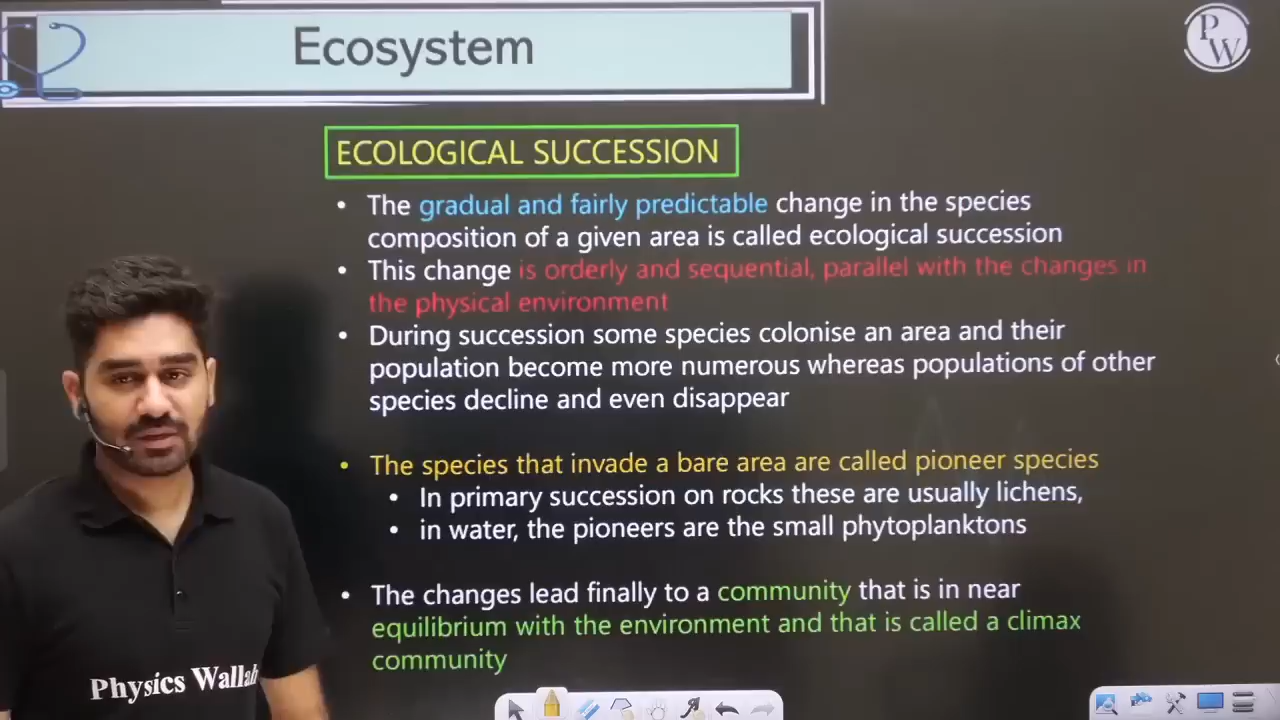 Ecosystem
PW
ECOLOGICAL SUCCESSION
• The gradual and fairly predictable change in the species
composition of a given area is called ecological succession
• This change is orderly and sequential, parallel with the changes in
the physical environment
• During succession some species colonise an area and their
population become more numerous whereas populations of other
species decline and even disappear
• The species that invade a bare area are called pioneer species
• In primary succession on rocks these are usually lichens,
• in water, the pioneers are the small phytoplanktons
• The changes lead finally to a community that is in near
equilibrium with the environment and that is called a climax
community
Physics Wallah